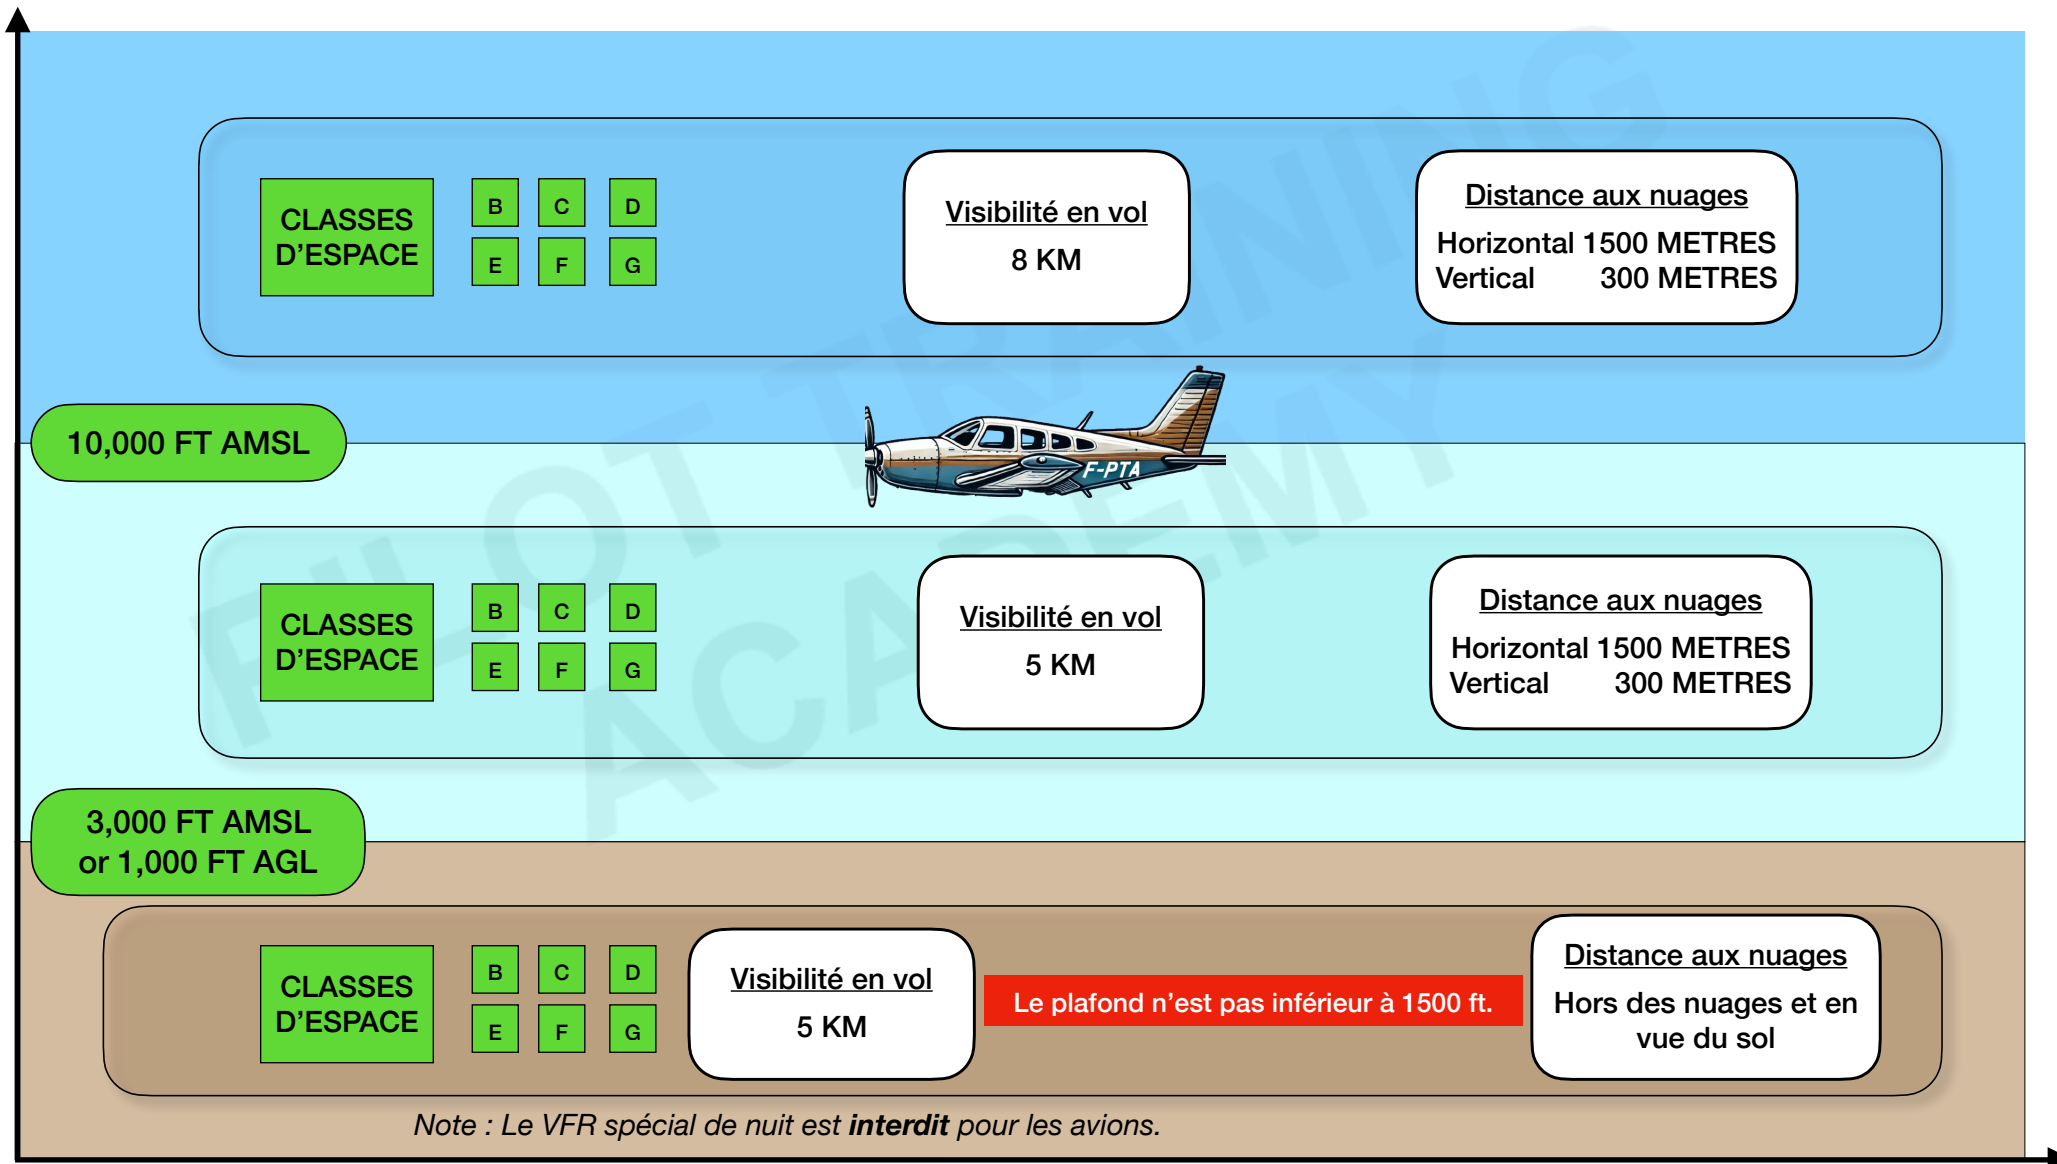 CLASSES
D'ESPACE
B C D
E F G
Visibilité en vol
8 KM
Distance aux nuages
Horizontal 1500 METRES
Vertical 300 METRES
10,000 FT AMSL
F-PTA
CLASSES
D'ESPACE
B C D
E F G
Visibilité en vol
5 KM
Distance aux nuages
Horizontal 1500 METRES
Vertical 300 METRES
3,000 FT AMSL
or 1,000 FT AGL
CLASSES
D'ESPACE
B C D
E F G
Visibilité en vol
5 KM
Le plafond n'est pas inférieur à 1500 ft.
Distance aux nuages
Hors des nuages et en
vue du sol
Note : Le VFR spécial de nuit est interdit pour les avions.
PILOT TRAINING
ACADEMY